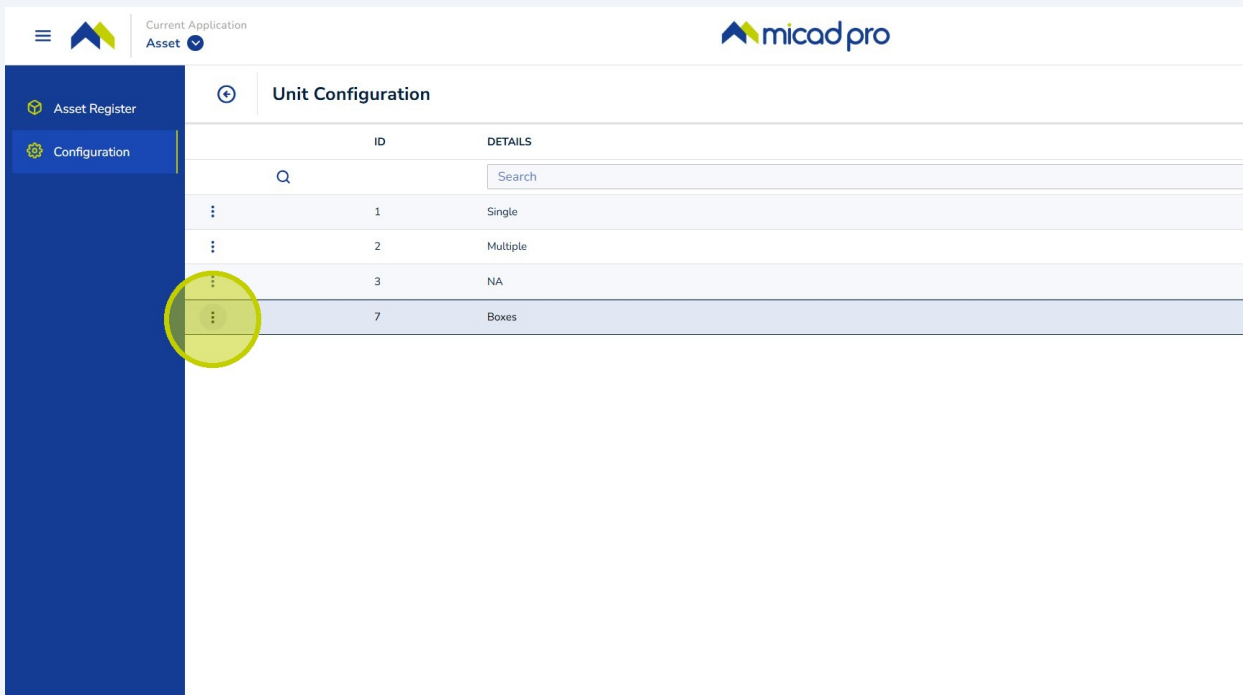 Current Application
Asset
micad pro
Asset Register
Configuration
Unit Configuration
ID DETAILS
Search
1 Single
2 Multiple
3 NA
7 Boxes